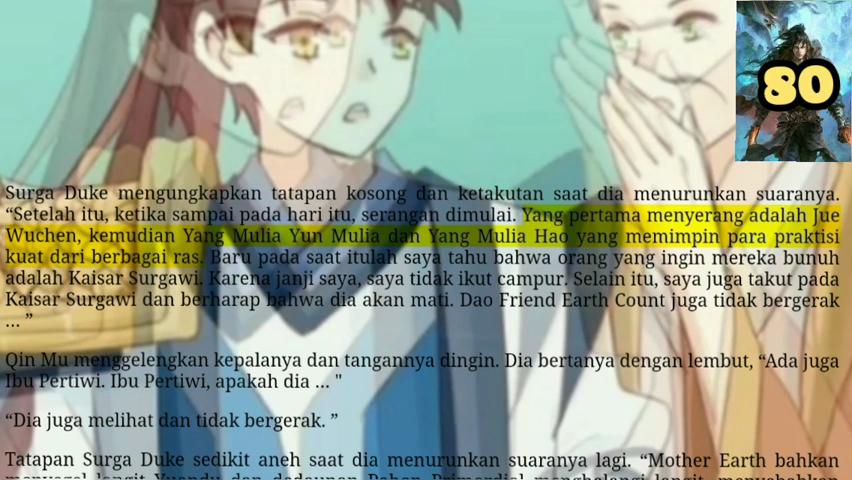 80
Surga Duke mengungkapkan tatapan kosong dan ketakutan saat dia menurunkan suaranya.
“Setelah itu, ketika sampai pada hari itu, serangan dimulai. Yang pertama menyerang adalah Jue
Wuchen, kemudian Yang Mulia Yun Mulia dan Yang Mulia Hao yang memimpin para praktisi
kuat dari berbagai ras. Baru pada saat itulah saya tahu bahwa orang yang ingin mereka bunuh
adalah Kaisar Surgawi. Karena janji saya, saya tidak ikut campur. Selain itu, saya juga takut pada
Kaisar Surgawi dan berharap bahwa dia akan mati. Dao Friend Earth Count juga tidak bergerak
... ”
Qin Mu menggelengkan kepalanya dan tangannya dingin. Dia bertanya dengan lembut, “Ada juga
Ibu Pertiwi. Ibu Pertiwi, apakah dia ... "
“Dia juga melihat dan tidak bergerak. ”
Tatapan Surga Duke sedikit aneh saat dia menurunkan suaranya lagi. “Mother Earth bahkan